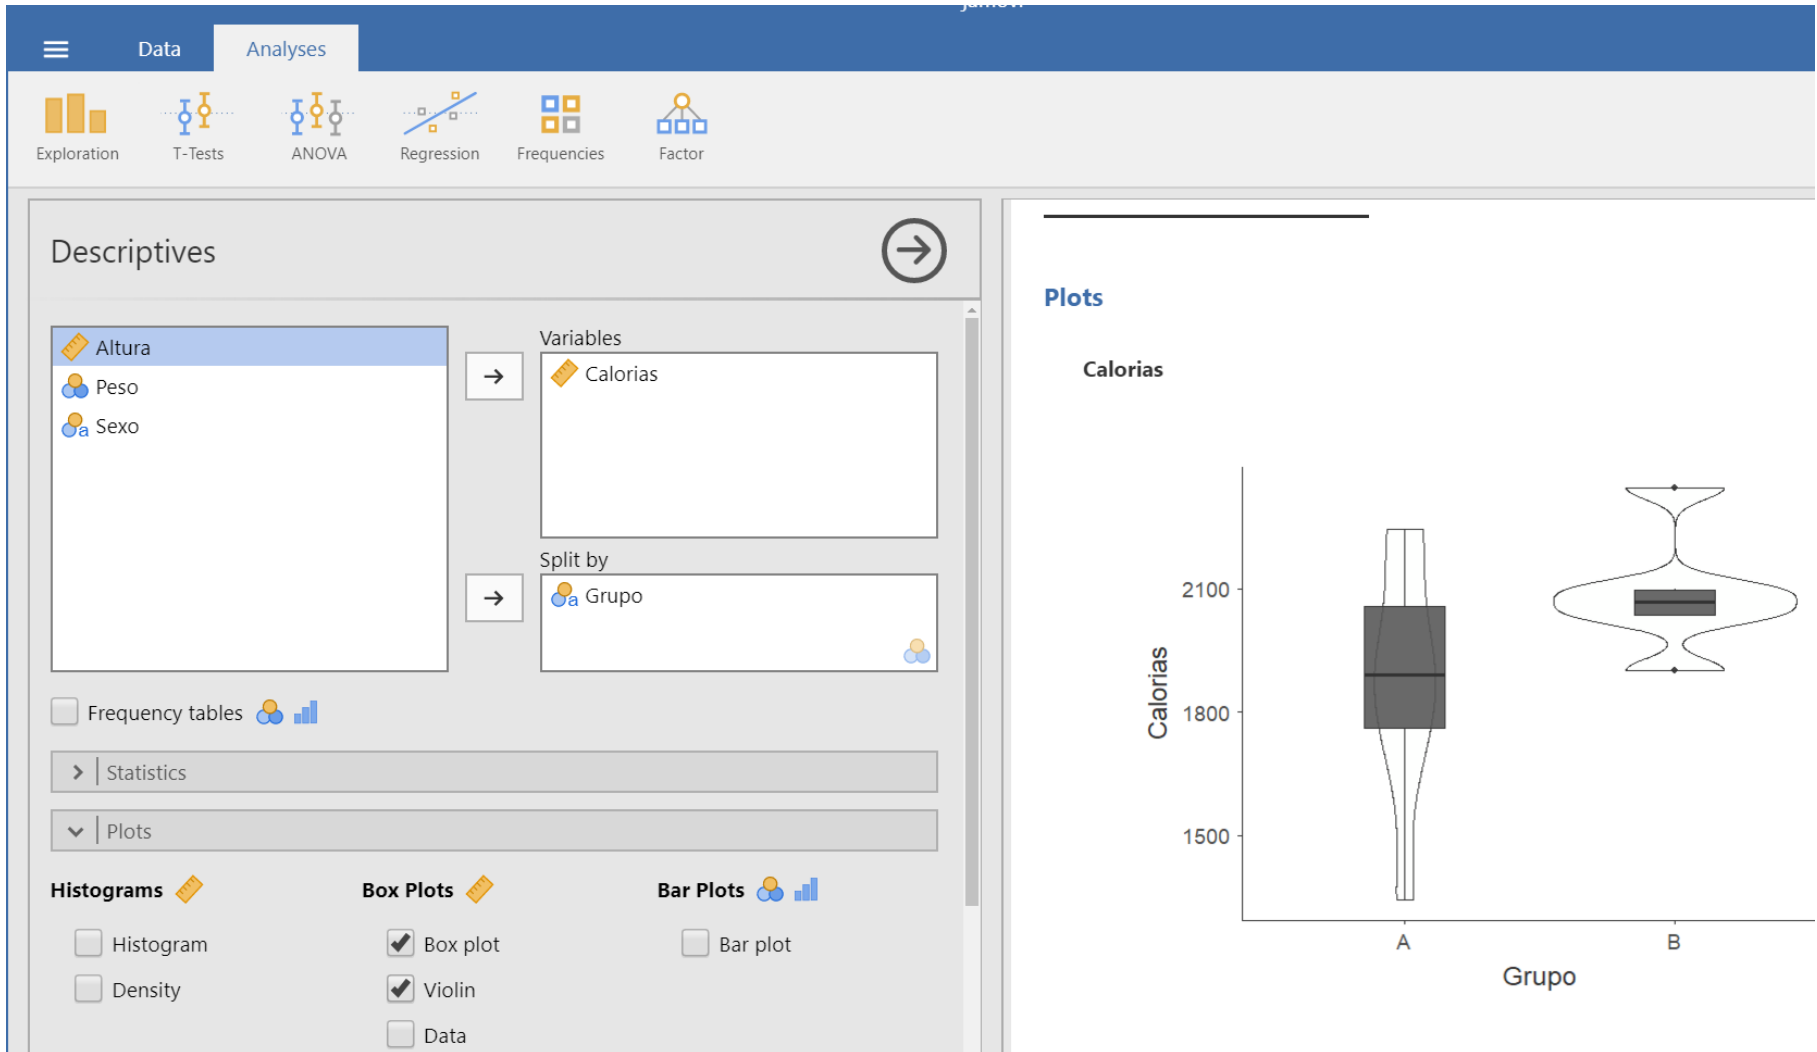 jamovi
Data
Analyses
Exploration
T-Tests
ANOVA
Regression
Frequencies
Factor
Descriptives
Altura
Peso
Sexo
Variables
Calorias
Split by
Grupo
Frequency tables
Statistics
Plots
Histograms
Box Plots
Bar Plots
Histogram
Box plot
Bar plot
Density
Violin
Data
Plots
Calorias
Calorias
2100
1800
1500
A
B
Grupo